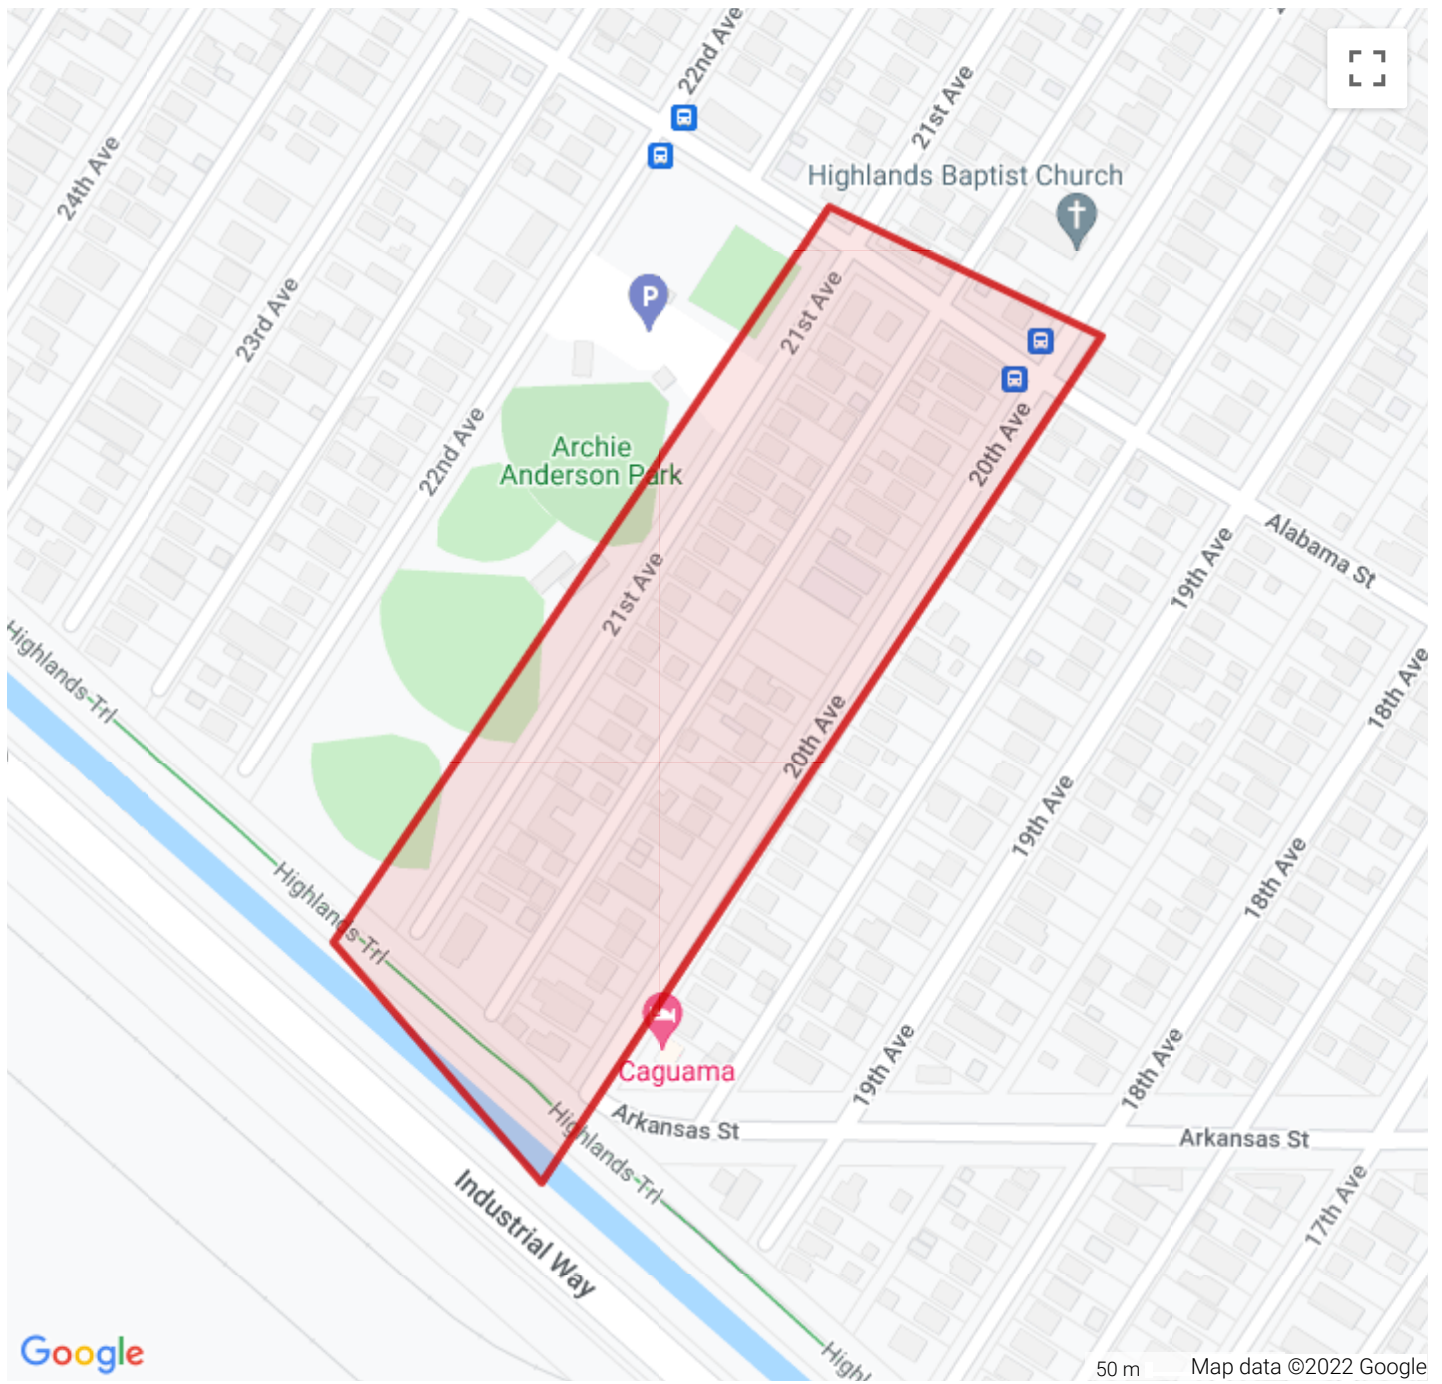 22nd Ave
21st Ave
24th Ave
Highlands Baptist Church
P
21st Ave
23rd Ave
22nd Ave
Archie
Anderson Park
20th Ave
Alabama St
19th Ave
21st Ave
Highlands Trl
18th Ave
20th Ave
19th Ave
18th Ave
Highlands Trl
Caguama
19th Ave
18th Ave
Arkansas St
Arkansas St
Highlands Trl
17th Ave
Industrial Way
Highl
Google
50 m
Map data ©2022 Google